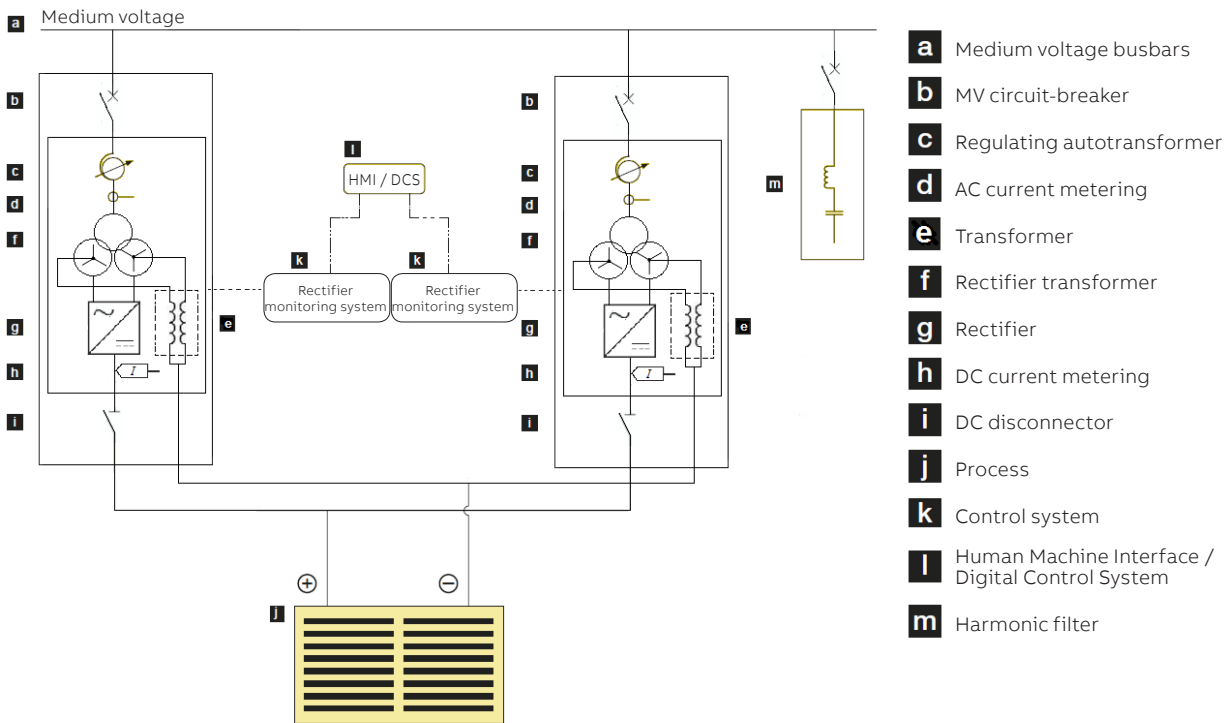 Medium voltage
a
b
c
d
f
g
h
i
e
I
l
HMI / DCS
k
k
Rectifier
monitoring system
Rectifier
monitoring system
b
c
d
f
g
h
i
e
I
m
+
−
j
a Medium voltage busbars
b MV circuit-breaker
c Regulating autotransformer
d AC current metering
e Transformer
f Rectifier transformer
g Rectifier
h DC current metering
i DC disconnector
j Process
k Control system
l Human Machine Interface /
Digital Control System
m Harmonic filter